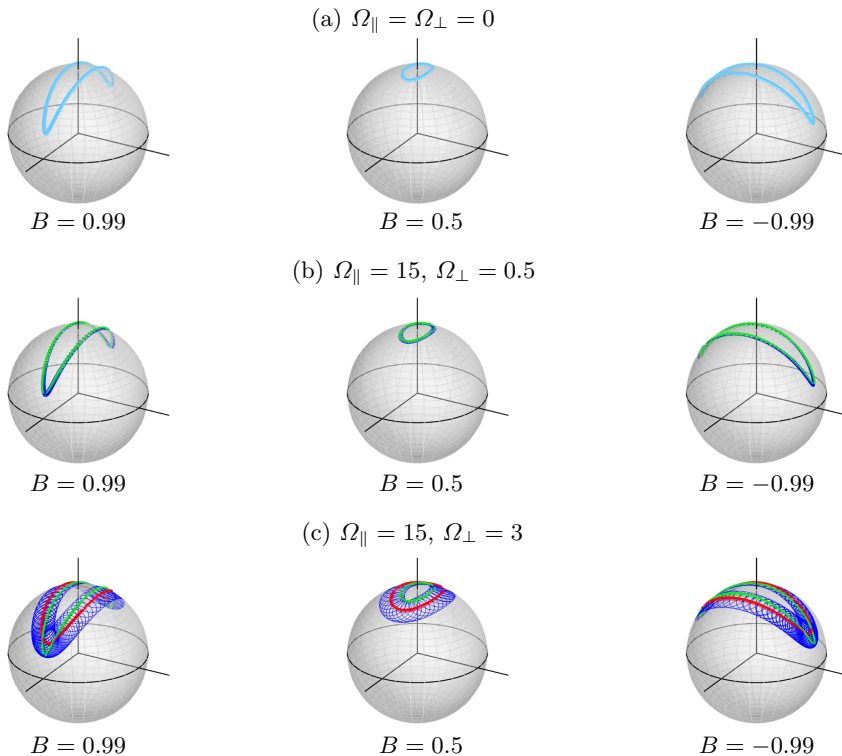 (a) Ω∥ = Ω⊥ = 0
B = 0.99 B = 0.5 B = −0.99
(b) Ω∥ = 15, Ω⊥ = 0.5
B = 0.99 B = 0.5 B = −0.99
(c) Ω∥ = 15, Ω⊥ = 3
B = 0.99 B = 0.5 B = −0.99